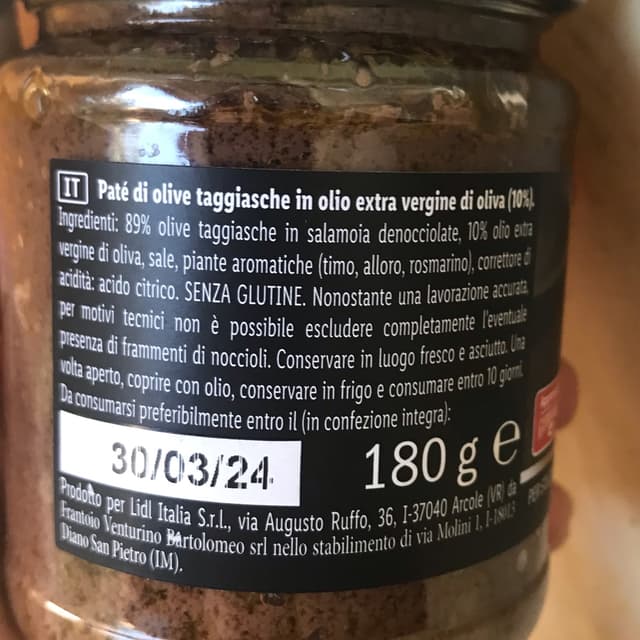 IT Paté di olive taggiasche in olio extra vergine di oliva (10%).
Ingredienti: 89% olive taggiasche in salamoia denocciolate, 10% olio extra
vergine di oliva, sale, piante aromatiche (timo, alloro, rosmarino), correttore di
acidità: acido citrico. SENZA GLUTINE. Nonostante una lavorazione accurata,
per motivi tecnici non è possibile escludere completamente l'eventuale
presenza di frammenti di noccioli. Conservare in luogo fresco e asciutto. Una
volta aperto, coprire con olio, conservare in frigo e consumare entro 10 giorni.
Da consumarsi preferibilmente entro il (in confezione integra):
30/03/24
180 g e
Prodotto per Lidl Italia S.r.l., via Augusto Ruffo, 36, I-37040 Arcole (VR) da
Frantoio Venturino Bartolomeo srl nello stabilimento di via Molini 1, I-18013
Diano San Pietro (IM).